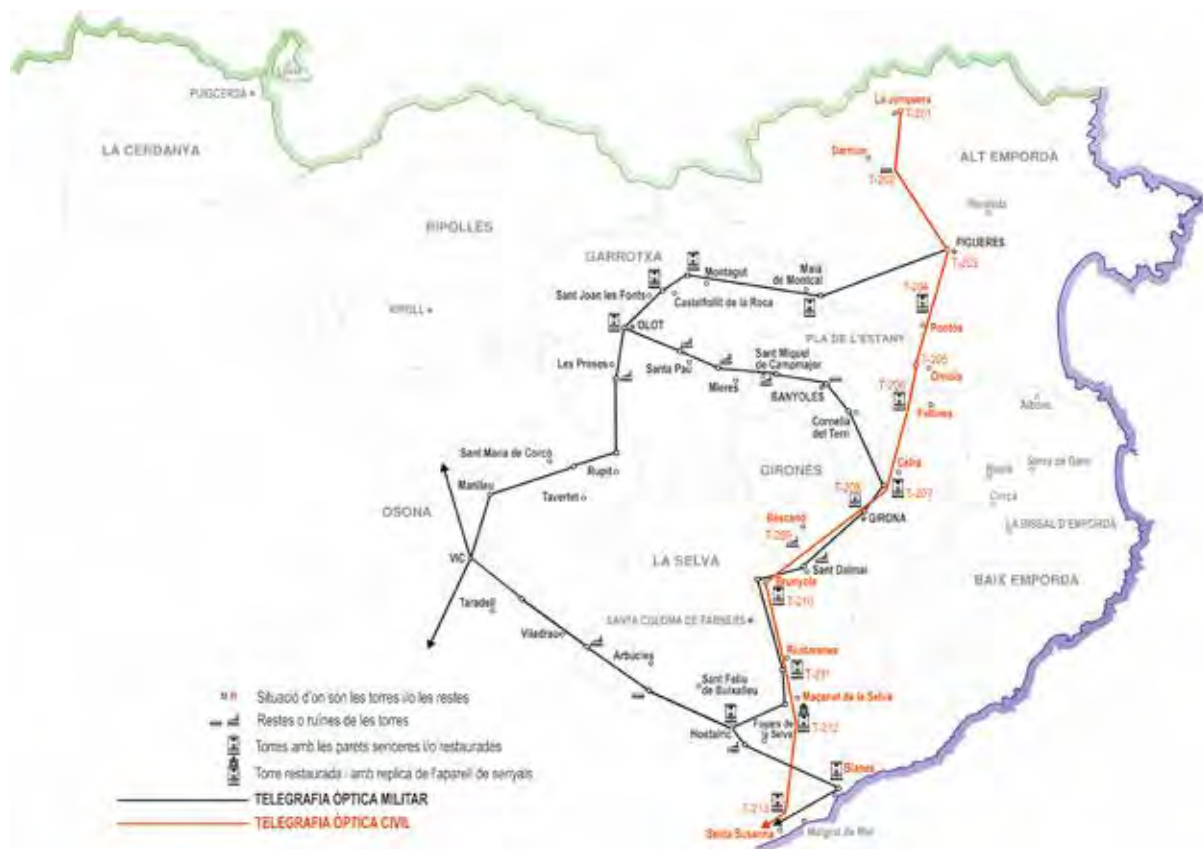 La Jonquera
T-201
PUIGCERDÀ
LA CERDANYA
Darnius
ALT EMPORDÀ
T-202
RIPOLLÈS
FIGUERES
T-203
GARROTXA
Montagut
Maià
de Montcal
T-204
Sant Joan les Fonts
Castellfollit de la Roca
RIPOLL
OLOT
Pontós
PLA DE L'ESTANY
Sant Miquel
de Campmajor
Les Preses
Santa Pau
T-205
Orriols
Mieres
BANYOLES
T-206
Cornellà
del Terri
Sant Maria de Corcó
Rupit
GIRONÈS
Celrà
Manlleu
Tavertet
T-208
T-207
OSONA
GIRONA
Bescanó
LA BISBAL D'EMPORDÀ
T-209
VIC
LA SELVA
Sant Dalmai
BAIX EMPORDÀ
Brunyola
T-210
Taradell
SANTA COLOMA DE FARNERS
Viladrau
Arbúcies
Riudarenes
T-211
Sant Feliu
de Buixalleu
Maçanet de la Selva
Situació d'on son les torres i/o les restes
Restes o ruïnes de les torres
Hostalric
Fogars de
la Selva
T-212
Torres amb les parets senceres i/o restaurades
Blanes
Torre restaurada i amb replica de l'aparell de senyals
TELEGRAFIA ÒPTICA MILITAR
T-213
TELEGRAFIA ÒPTICA CIVIL
Santa Susanna
Malgrat de Mar